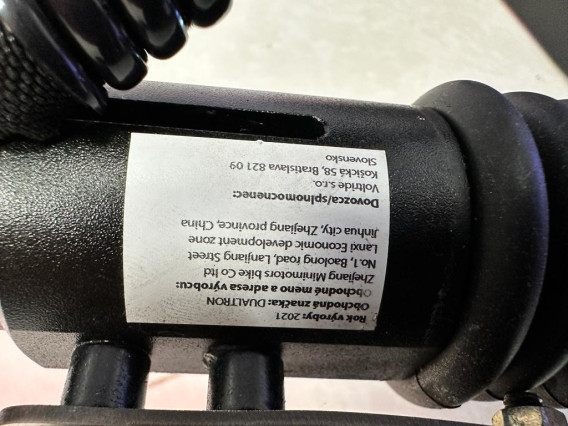 Rok výroby: 2021
Obchodná značka: DUALTRON
Obchodné meno a adresa výrobcu:
Zhejiang Minimotors bike Co ltd
No.1, Baolong road, Lanjiang Street
Lanxi Economic development zone
Jinhua city, Zhejiang province, China
Dovozca/splnomocnenec:
Voltride s.r.o.
Košická 58, Bratislava 821 09
Slovensko